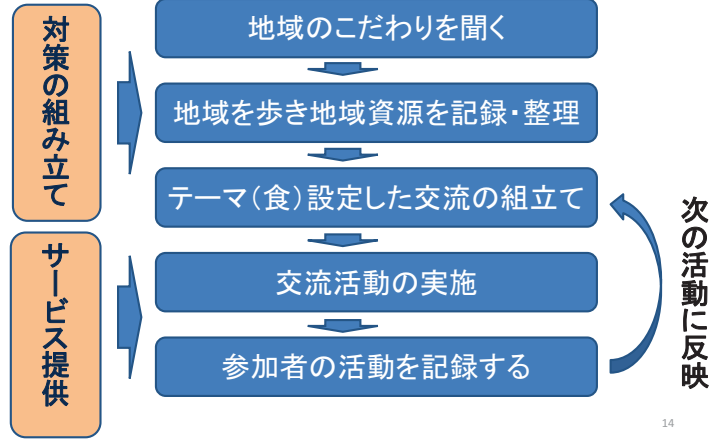 対策の組み立て
地域のこだわりを聞く
地域を歩き地域資源を記録・整理
テーマ(食)設定した交流の組立て
サービス提供
交流活動の実施
参加者の活動を記録する
次の活動に反映
14